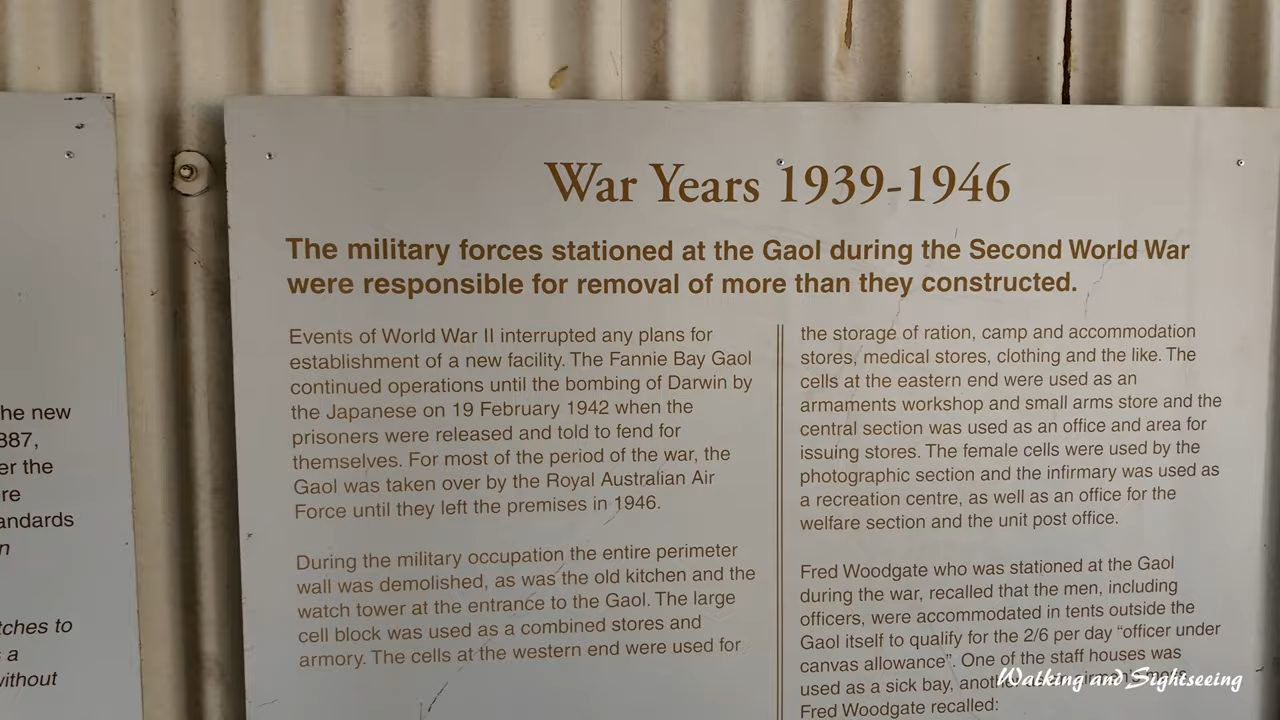 War Years 1939-1946
The military forces stationed at the Gaol during the Second World War
were responsible for removal of more than they constructed.
Events of World War II interrupted any plans for
establishment of a new facility. The Fannie Bay Gaol
continued operations until the bombing of Darwin by
the Japanese on 19 February 1942 when the
prisoners were released and told to fend for
themselves. For most of the period of the war, the
Gaol was taken over by the Royal Australian Air
Force until they left the premises in 1946.
During the military occupation the entire perimeter
wall was demolished, as was the old kitchen and the
watch tower at the entrance to the Gaol. The large
cell block was used as a combined stores and
armory. The cells at the western end were used for
the storage of ration, camp and accommodation
stores, medical stores, clothing and the like. The
cells at the eastern end were used as an
armaments workshop and small arms store and the
central section was used as an office and area for
issuing stores. The female cells were used by the
photographic section and the infirmary was used as
a recreation centre, as well as an office for the
welfare section and the unit post office.
Fred Woodgate who was stationed at the Gaol
during the war, recalled that the men, including
officers, were accommodated in tents outside the
Gaol itself to qualify for the 2/6 per day “officer under
canvas allowance”. One of the staff houses was
used as a sick bay,
Fred Woodgate recalled:
he new
887,
er the
re
andards
n
tches to
a
without
Walking and Sightseeing